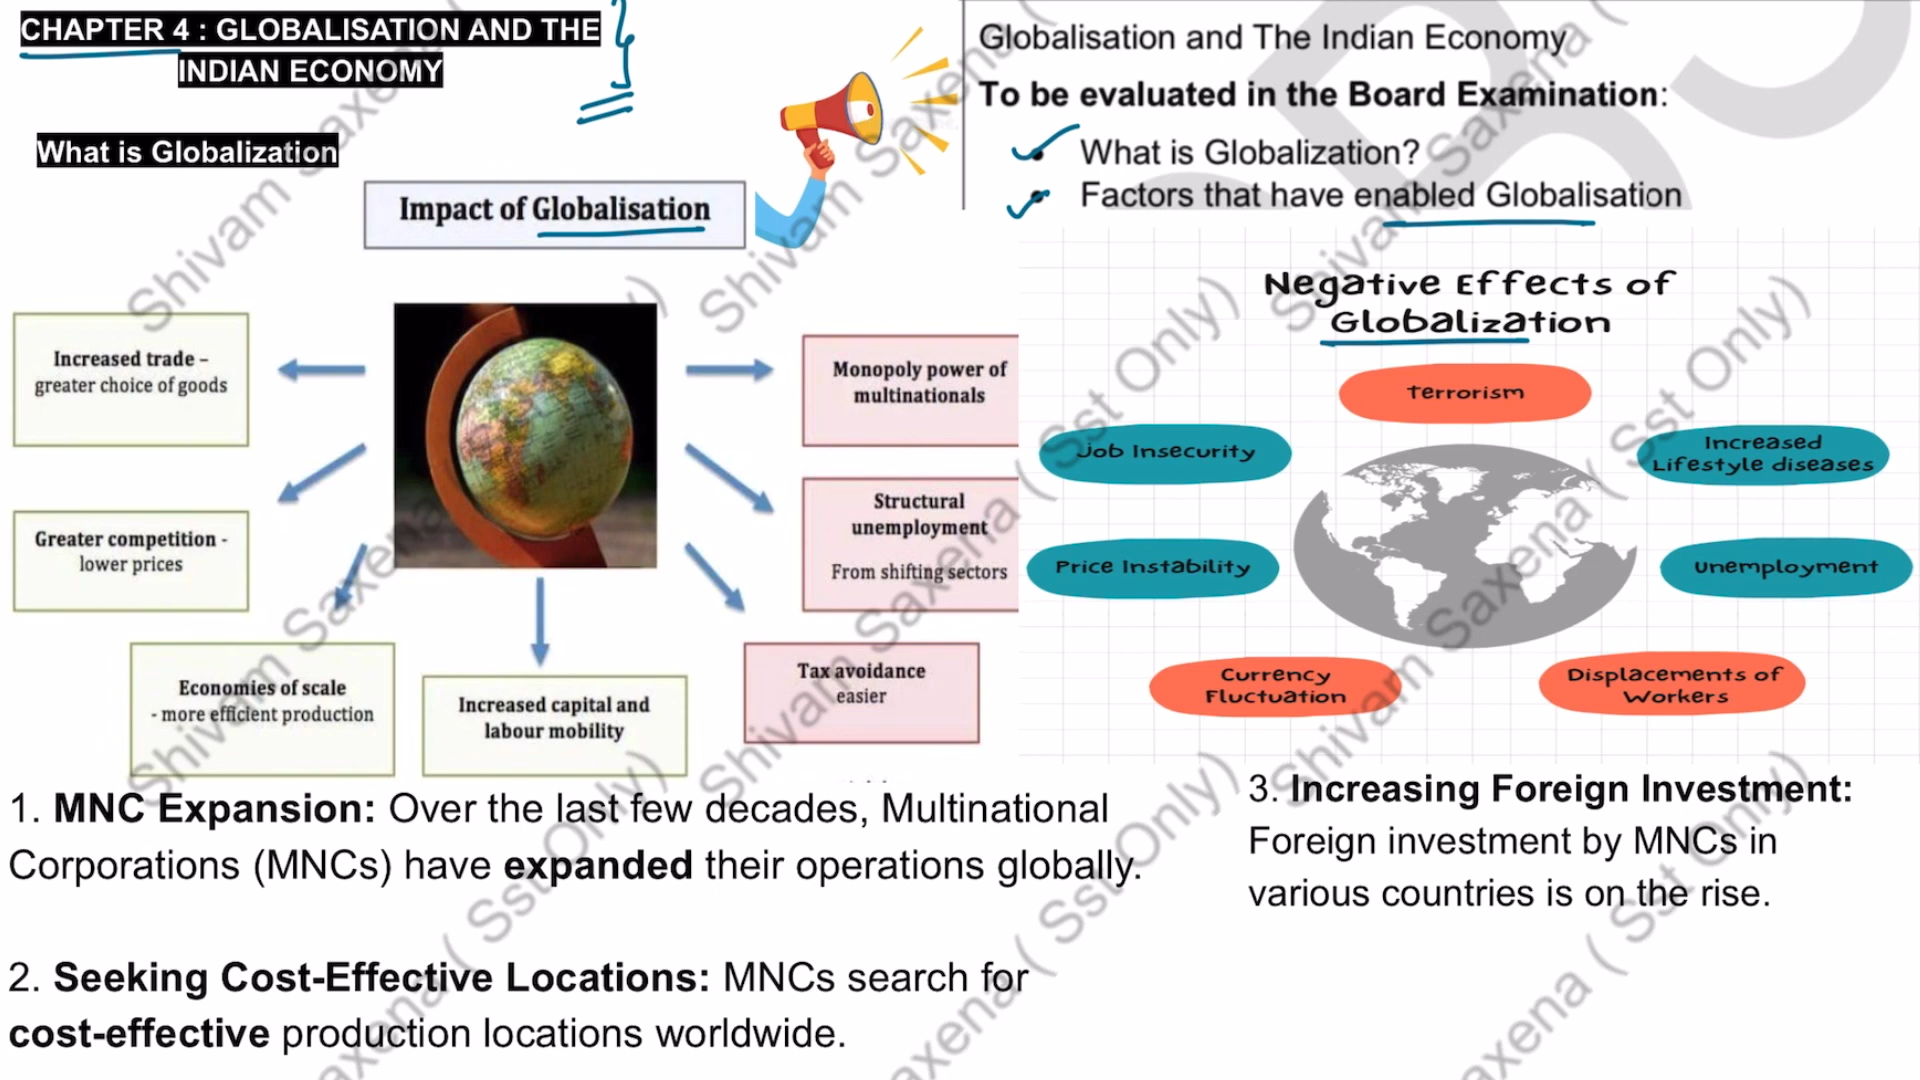 CHAPTER 4 : GLOBALISATION AND THE
INDIAN ECONOMY
What is Globalization
Globalisation and The Indian Economy
To be evaluated in the Board Examination:
What is Globalization?
Factors that have enabled Globalisation
Impact of Globalisation
Increased trade –
greater choice of goods
Greater competition -
lower prices
Economies of scale
- more efficient production
Increased capital and
labour mobility
Monopoly power of
multinationals
Structural
unemployment
From shifting sectors
Tax avoidance
easier
Negative Effects of
Globalization
Terrorism
Job Insecurity
Increased
Lifestyle diseases
Price Instability
Unemployment
Currency
Fluctuation
Displacements of
Workers
1. MNC Expansion: Over the last few decades, Multinational
Corporations (MNCs) have expanded their operations globally.
2. Seeking Cost-Effective Locations: MNCs search for
cost-effective production locations worldwide.
3. Increasing Foreign Investment:
Foreign investment by MNCs in
various countries is on the rise.
Shivam Saxena ( Sst Only)